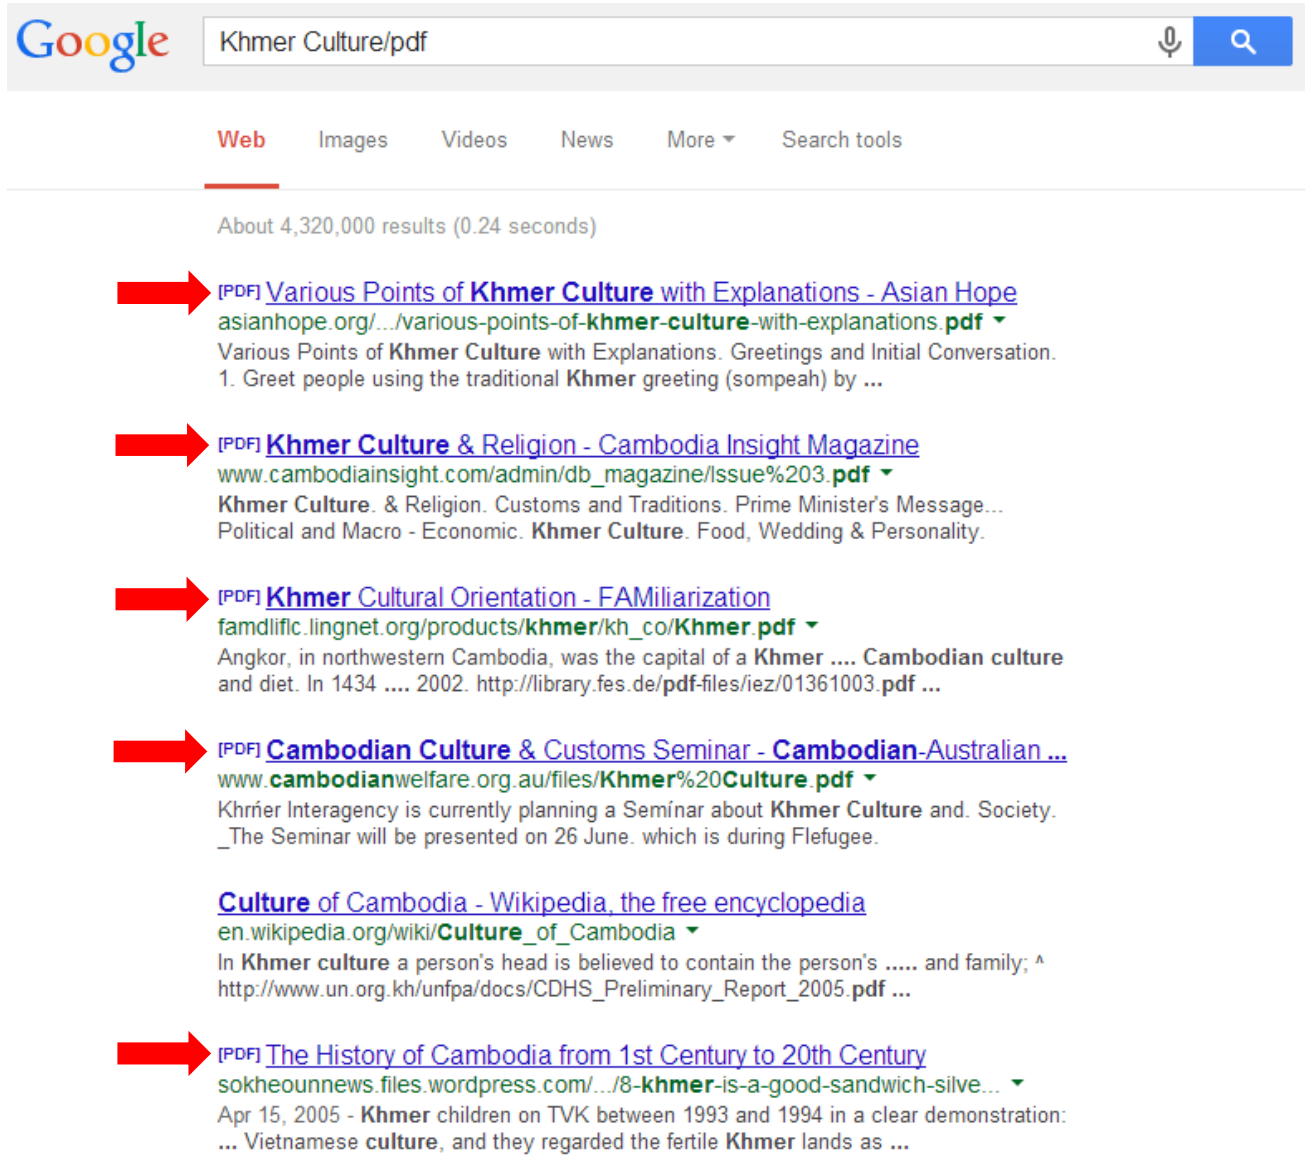 Google
Khmer Culture/pdf
Web Images Videos News More Search tools
About 4,320,000 results (0.24 seconds)
[PDF] Various Points of Khmer Culture with Explanations - Asian Hope
asianhope.org/.../various-points-of-khmer-culture-with-explanations.pdf
Various Points of Khmer Culture with Explanations. Greetings and Initial Conversation.
1. Greet people using the traditional Khmer greeting (sompeah) by ...
[PDF] Khmer Culture & Religion - Cambodia Insight Magazine
www.cambodiainsight.com/admin/db_magazine/Issue%203.pdf
Khmer Culture. & Religion. Customs and Traditions. Prime Minister's Message...
Political and Macro - Economic. Khmer Culture. Food, Wedding & Personality.
[PDF] Khmer Cultural Orientation - FAMiliarization
famdliflc.lingnet.org/products/khmer/kh_co/Khmer.pdf
Angkor, in northwestern Cambodia, was the capital of a Khmer .... Cambodian culture
and diet. In 1434 .... 2002. http://library.fes.de/pdf-files/iez/01361003.pdf ...
[PDF] Cambodian Culture & Customs Seminar - Cambodian-Australian ...
www.cambodianwelfare.org.au/files/Khmer%20Culture.pdf
Khrńer Interagency is currently planning a Semínar about Khmer Culture and. Society.
_The Seminar will be presented on 26 June. which is during Flefugee.
Culture of Cambodia - Wikipedia, the free encyclopedia
en.wikipedia.org/wiki/Culture_of_Cambodia
In Khmer culture a person's head is believed to contain the person's ..... and family; ^
http://www.un.org.kh/unfpa/docs/CDHS_Preliminary_Report_2005.pdf ...
[PDF] The History of Cambodia from 1st Century to 20th Century
sokheounnews.files.wordpress.com/.../8-khmer-is-a-good-sandwich-silve...
Apr 15, 2005 - Khmer children on TVK between 1993 and 1994 in a clear demonstration:
... Vietnamese culture, and they regarded the fertile Khmer lands as ...